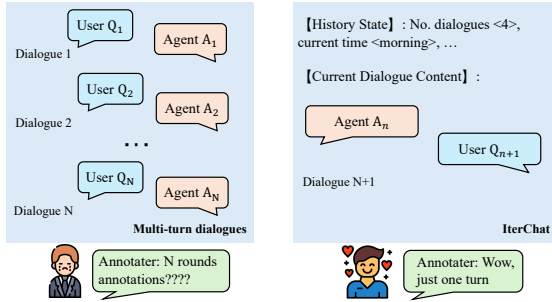 User Q1
Dialogue 1
Agent A1
User Q2
Dialogue 2
Agent A2
...
User QN
Agent AN
Dialogue N
Multi-turn dialogues
Annotater: N rounds
annotations????
【History State】: No. dialogues <4>,
current time <morning>, …
【Current Dialogue Content】:
Agent An
User Qn+1
Dialogue N+1
IterChat
Annotater: Wow,
just one turn